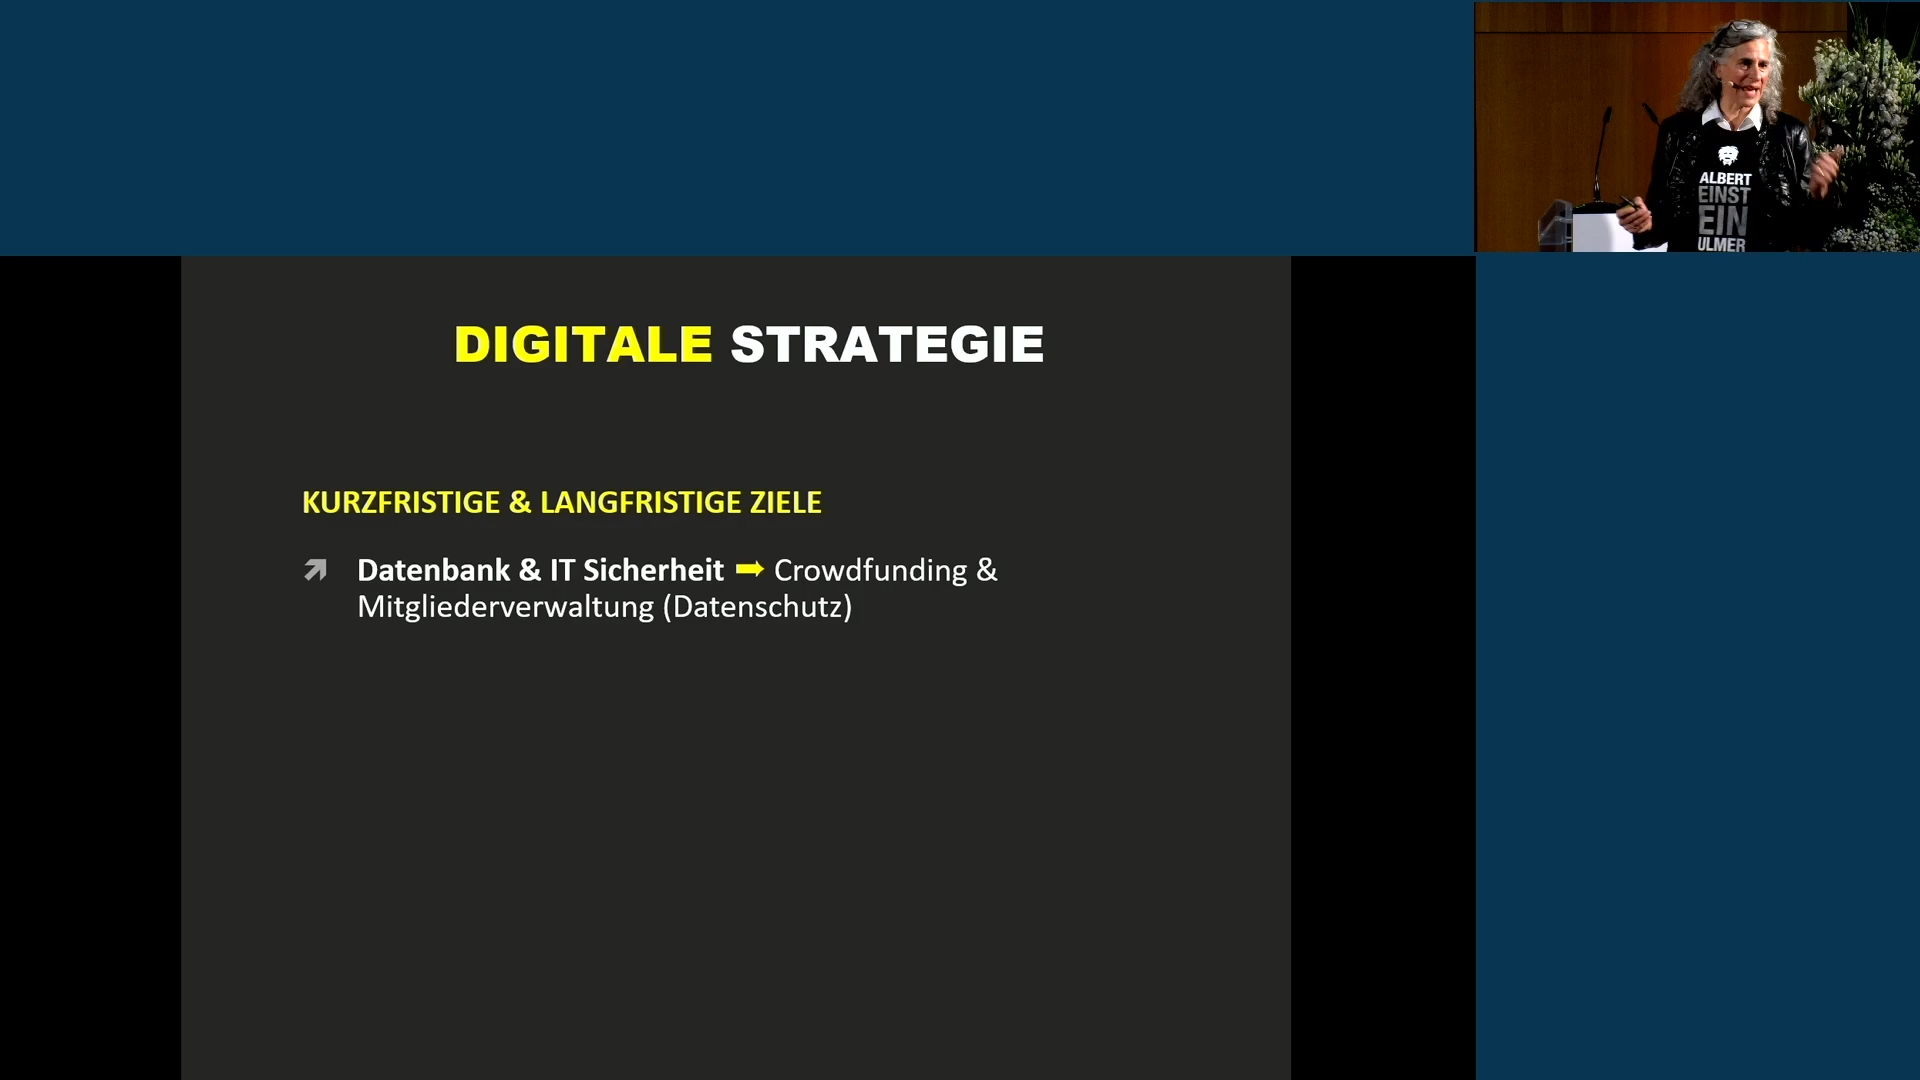 ALBERT
EINST
EIN
ULMER
DIGITALE STRATEGIE
KURZFRISTIGE & LANGFRISTIGE ZIELE
Datenbank & IT Sicherheit ➡ Crowdfunding &
Mitgliederverwaltung (Datenschutz)